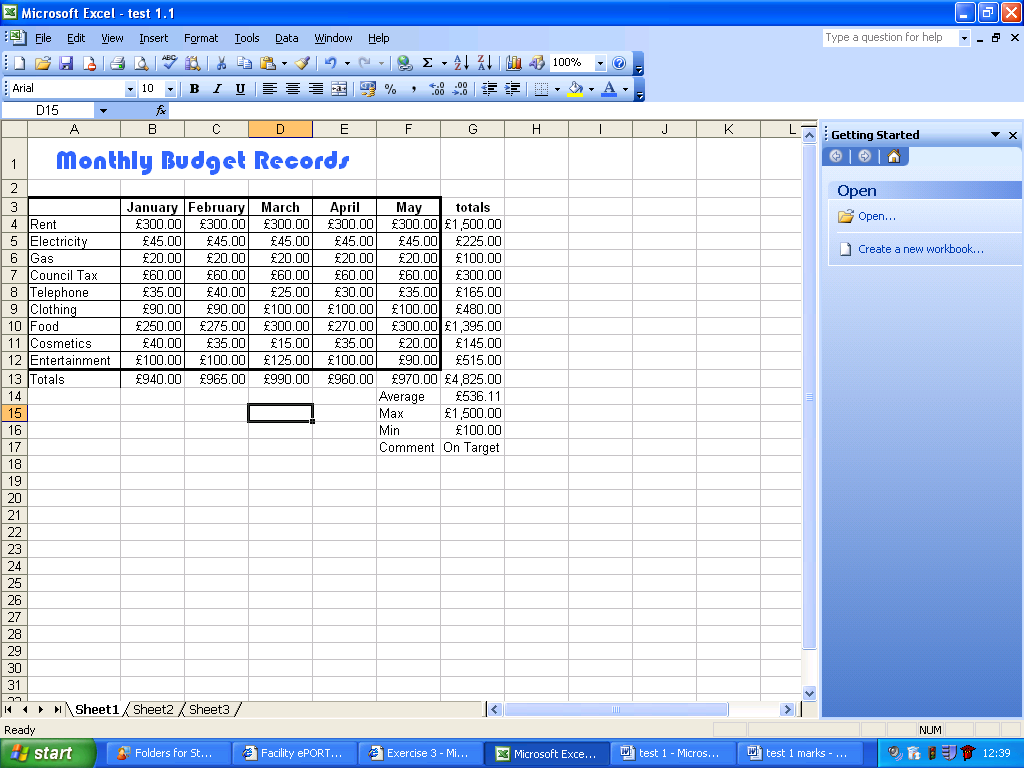 Microsoft Excel - test 1.1
File Edit View Insert Format Tools Data Window Help
Type a question for help
100%
Arial 10 B I U %
D15 fx
A B C D E F G H I J K L
1 Monthly Budget Records
2
3 January February March April May totals
4 Rent £300.00 £300.00 £300.00 £300.00 £300.00 £1,500.00
5 Electricity £45.00 £45.00 £45.00 £45.00 £45.00 £225.00
6 Gas £20.00 £20.00 £20.00 £20.00 £20.00 £100.00
7 Council Tax £60.00 £60.00 £60.00 £60.00 £60.00 £300.00
8 Telephone £35.00 £40.00 £25.00 £30.00 £35.00 £165.00
9 Clothing £90.00 £90.00 £100.00 £100.00 £100.00 £480.00
10 Food £250.00 £275.00 £300.00 £270.00 £300.00 £1,395.00
11 Cosmetics £40.00 £35.00 £15.00 £35.00 £20.00 £145.00
12 Entertainment £100.00 £100.00 £125.00 £100.00 £90.00 £515.00
13 Totals £940.00 £965.00 £990.00 £960.00 £970.00 £4,825.00
14 Average £536.11
15 Max £1,500.00
16 Min £100.00
17 Comment On Target
18
19
20
21
22
23
24
25
26
27
28
29
30
31
Getting Started
Open
Open...
Create a new workbook...
Sheet1 Sheet2 Sheet3
Ready NUM
start Folders for St... Facility ePORT... Exercise 3 - Mi... Microsoft Exce... test 1 - Micros... test 1 marks - ... 12:39